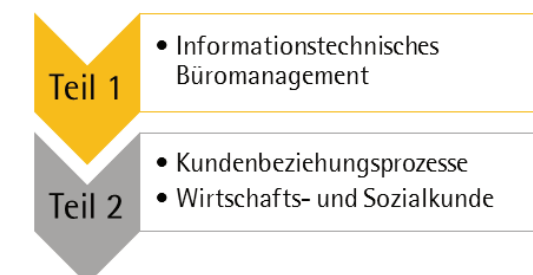 Teil 1
• Informationstechnisches
Büromanagement
Teil 2
• Kundenbeziehungsprozesse
• Wirtschafts- und Sozialkunde